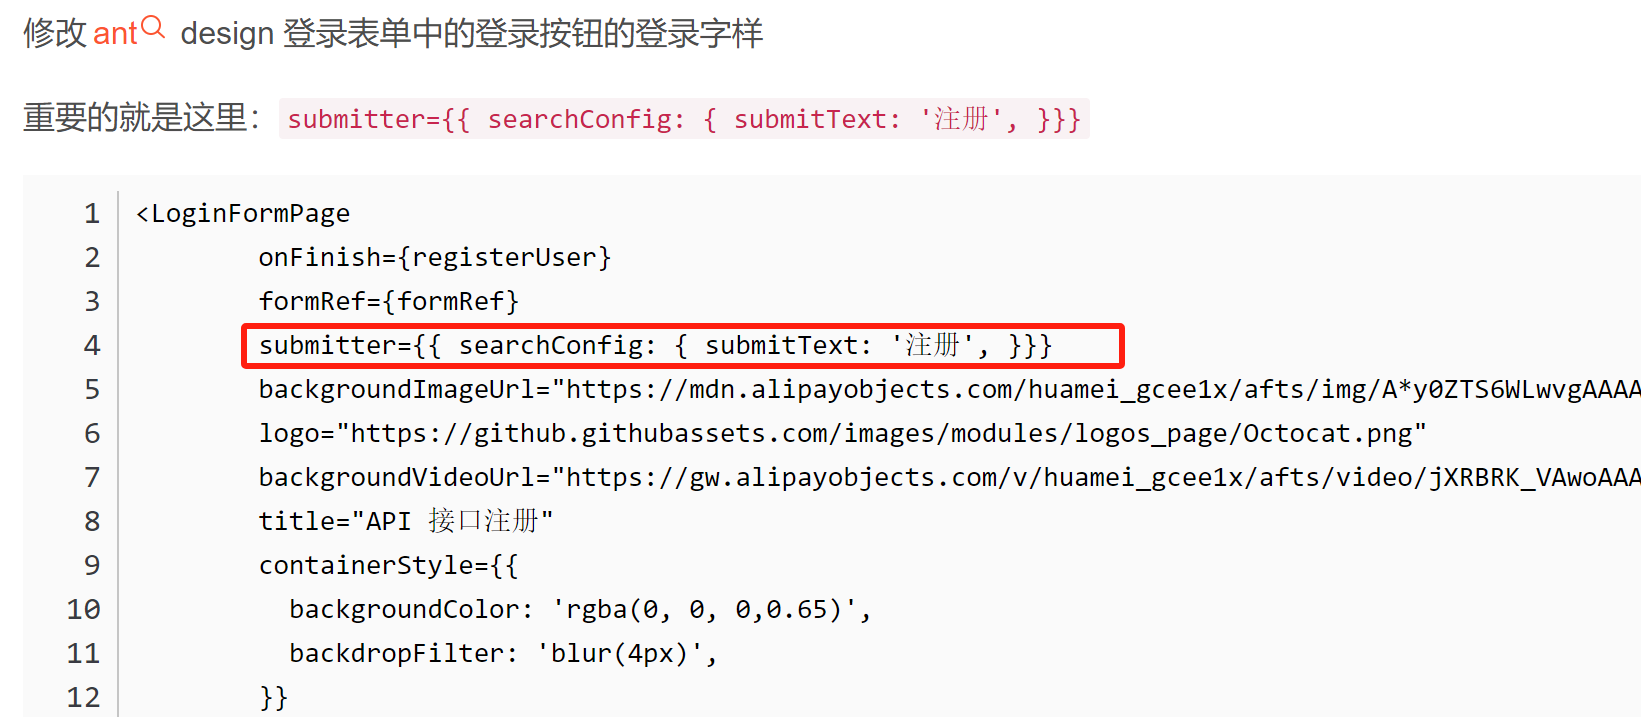 修改 ant design 登录表单中的登录按钮的登录字样
重要的就是这里： submitter={{ searchConfig: { submitText: '注册', }}}
1 <LoginFormPage
2 onFinish={registerUser}
3 formRef={formRef}
4 submitter={{ searchConfig: { submitText: '注册', }}}
5 backgroundImageUrl="https://mdn.alipayobjects.com/huamei_gcee1x/afts/img/A*y0ZTS6WLwvgAAAA
6 logo="https://github.githubassets.com/images/modules/logos_page/Octocat.png"
7 backgroundVideoUrl="https://gw.alipayobjects.com/v/huamei_gcee1x/afts/video/jXRBRK_VAwoAAA
8 title="API 接口注册"
9 containerStyle={{
10 backgroundColor: 'rgba(0, 0, 0,0.65)',
11 backdropFilter: 'blur(4px)',
12 }}